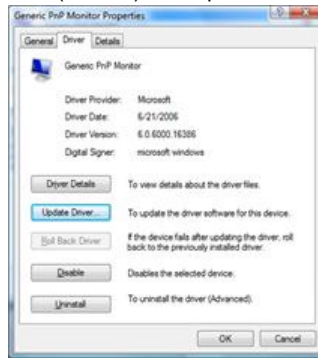 Generic PnP Monitor Properties
General Driver Details
Generic PnP Monitor
Driver Provider: Microsoft
Driver Date: 6/21/2006
Driver Version: 6.0.6000.16386
Digital Signer: microsoft windows
Driver Details To view details about the driver files.
Update Driver... To update the driver software for this device.
Roll Back Driver If the device fails after updating the driver, roll
back to the previously installed driver.
Disable Disables the selected device.
Uninstall To uninstall the driver (Advanced).
OK Cancel